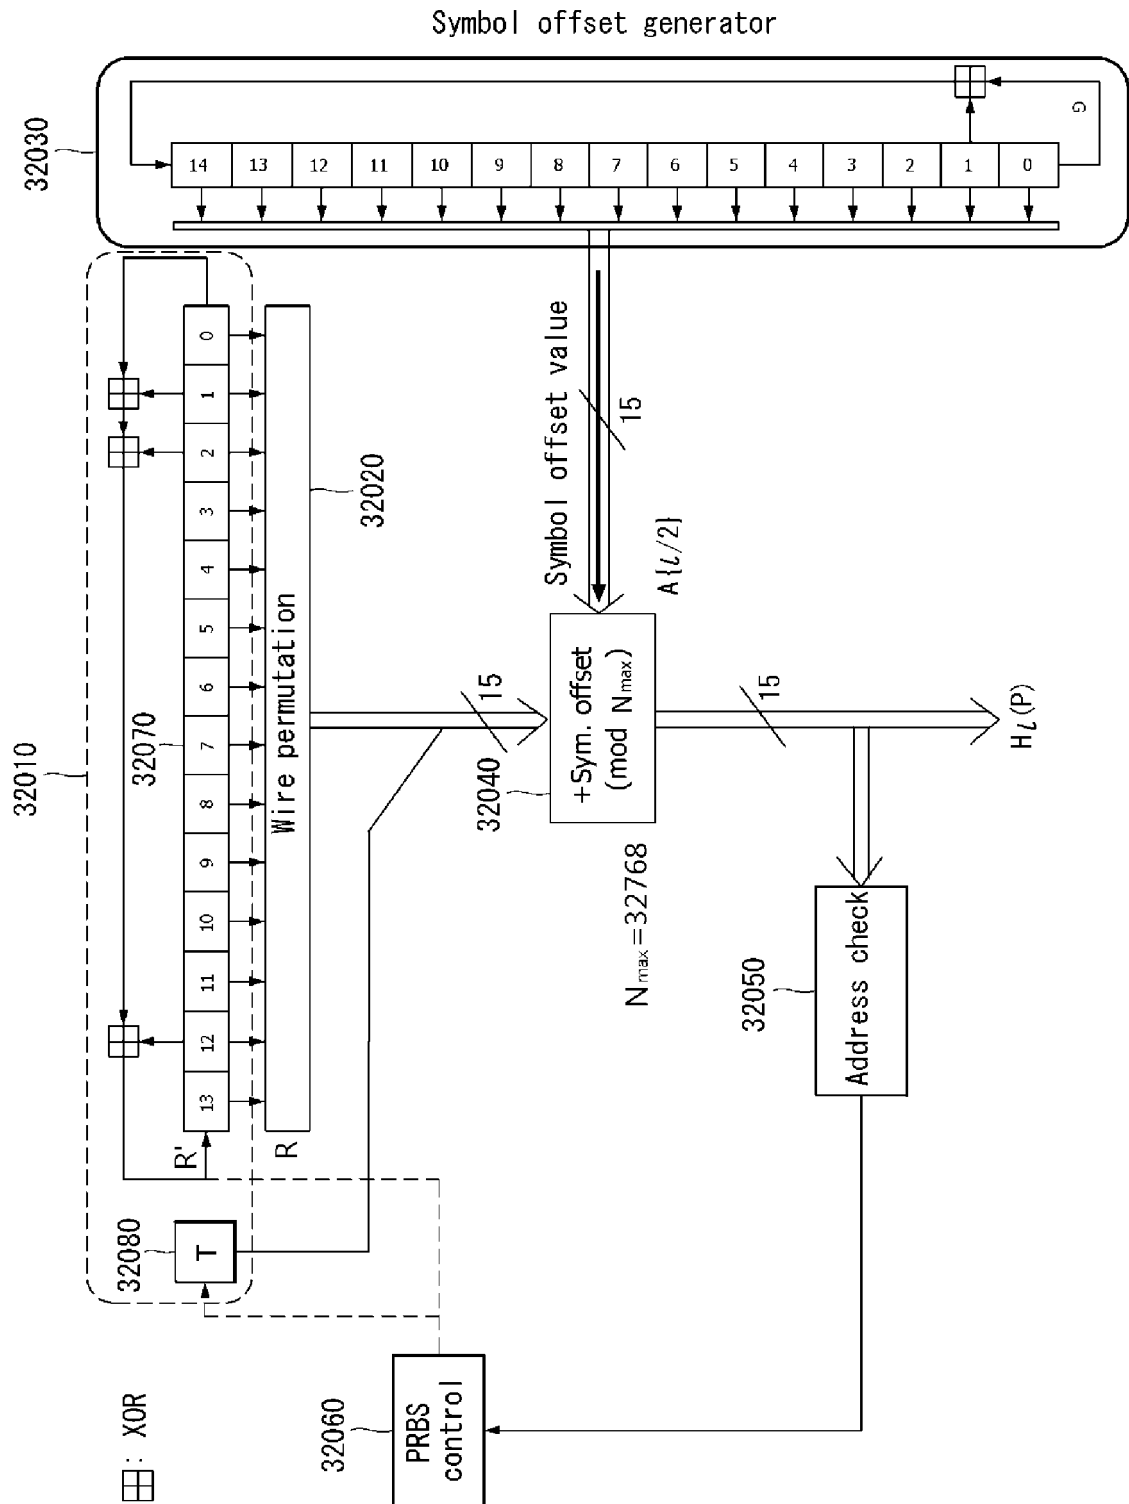 Symbol offset generator
32030
G
14
13
12
11
10
9
8
7
6
5
4
3
2
1
0
32010
32070
R'
13
12
11
10
9
8
7
6
5
4
3
2
1
0
32080
T
R
Wire permutation
32020
Symbol offset value
15
A{l/2}
15
32040
+Sym. offset
(mod Nmax)
Nmax=32768
15
Hl(P)
32050
Address check
32060
PRBS
control
: XOR